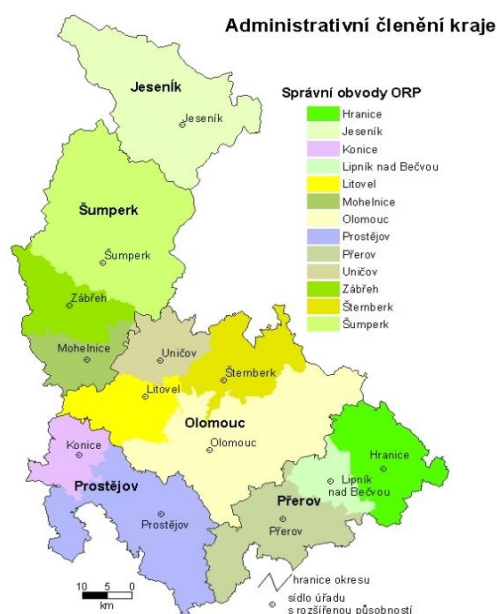 Administrativní členění kraje
Správní obvody ORP
Hranice
Jeseník
Konice
Lipník nad Bečvou
Litovel
Mohelnice
Olomouc
Prostějov
Přerov
Uničov
Zábřeh
Šternberk
Šumperk
Jeseník
Jeseník
Šumperk
Šumperk
Zábřeh
Mohelnice
Uničov
Šternberk
Litovel
Olomouc
Olomouc
Konice
Hranice
Lipník
nad Bečvou
Prostějov
Prostějov
Přerov
Přerov
10 5 0
km
hranice okresu
sídlo úřadu
s rozšířenou působností